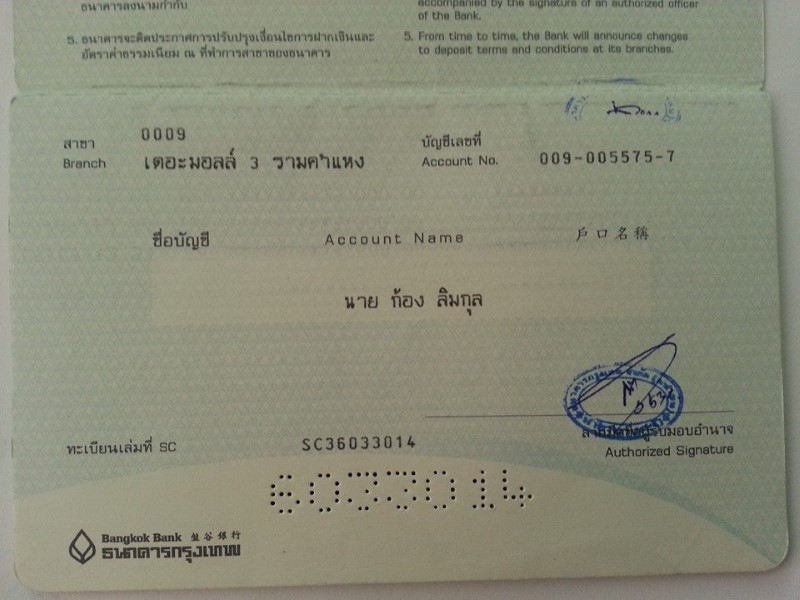 ธนาคารลงนามกำกับ
accompanied by the signature of an authorized officer
of the Bank.
5. ธนาคารจะติดประกาศการปรับปรุงเงื่อนไขการฝากเงินและ
อัตราค่าธรรมเนียม ณ ที่ทำการสาขาของธนาคาร
5. From time to time, the Bank will announce changes
to deposit terms and conditions at its branches.
สาขา
Branch
0009
เดอะมอลล์ 3 รามคำแหง
บัญชีเลขที่
Account No.
009-005575-7
ชื่อบัญชี Account Name 戶口名稱
นาย ก้อง ลิมกุล
ทะเบียนเล่มที่ SC SC36033014
ผู้รับมอบอำนาจ
Authorized Signature
6033014
Bangkok Bank 盤谷銀行
ธนาคารกรุงเทพ